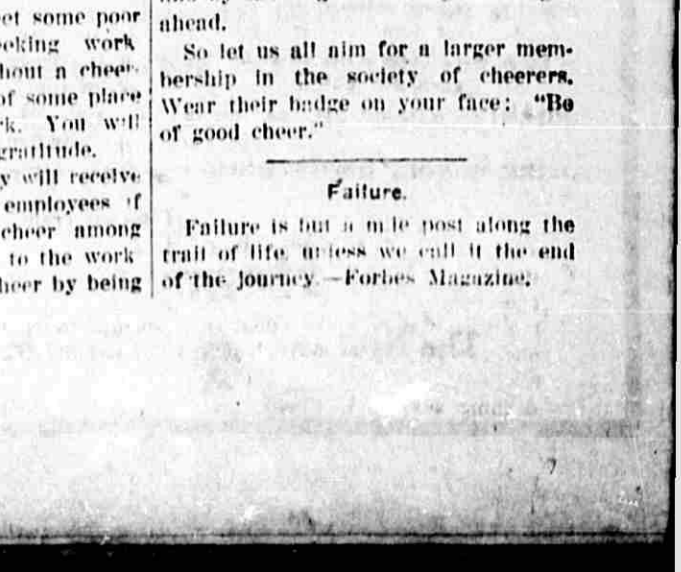 et some poor
eeking work
hout a cheer-
of some place
rk. You will
gratitude.
y will receive
employees if
cheer among
to the work
heer by being
ahead.
So let us all aim for a larger mem-
bership in the society of cheerers.
Wear their badge on your face: "Be
of good cheer."
Failure.
Failure is but a mile post along the
trail of life, unless we call it the end
of the journey.—Forbes Magazine.